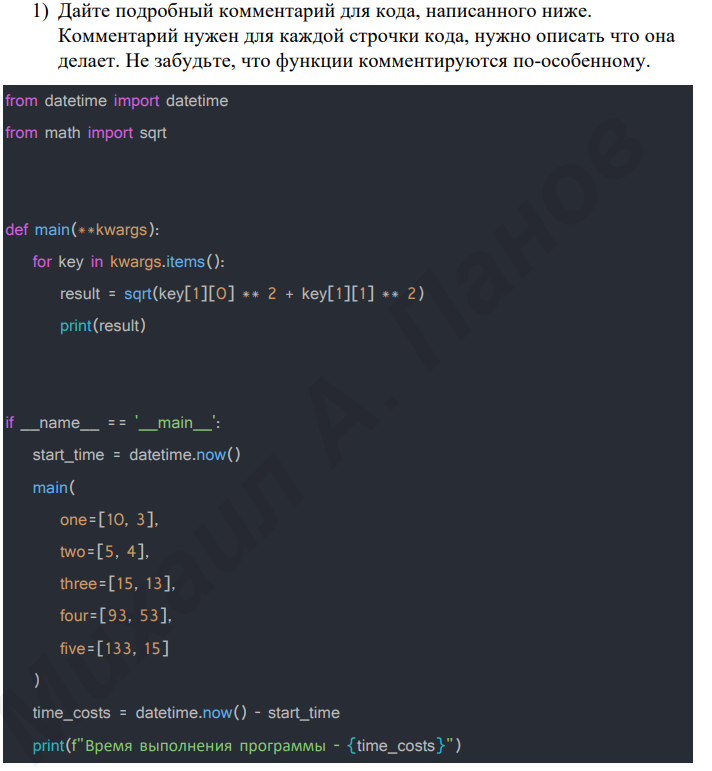 1) Дайте подробный комментарий для кода, написанного ниже.
Комментарий нужен для каждой строчки кода, нужно описать что она
делает. Не забудьте, что функции комментируются по-особенному.
from datetime import datetime
from math import sqrt
def main(**kwargs):
for key in kwargs.items():
result = sqrt(key[1][0] ** 2 + key[1][1] ** 2)
print(result)
if __name__ == '__main__':
start_time = datetime.now()
main(
one=[10, 3],
two=[5, 4],
three=[15, 13],
four=[93, 53],
five=[133, 15]
)
time_costs = datetime.now() - start_time
print(f"Время выполнения программы - {time_costs}")
Михаил А. Панов